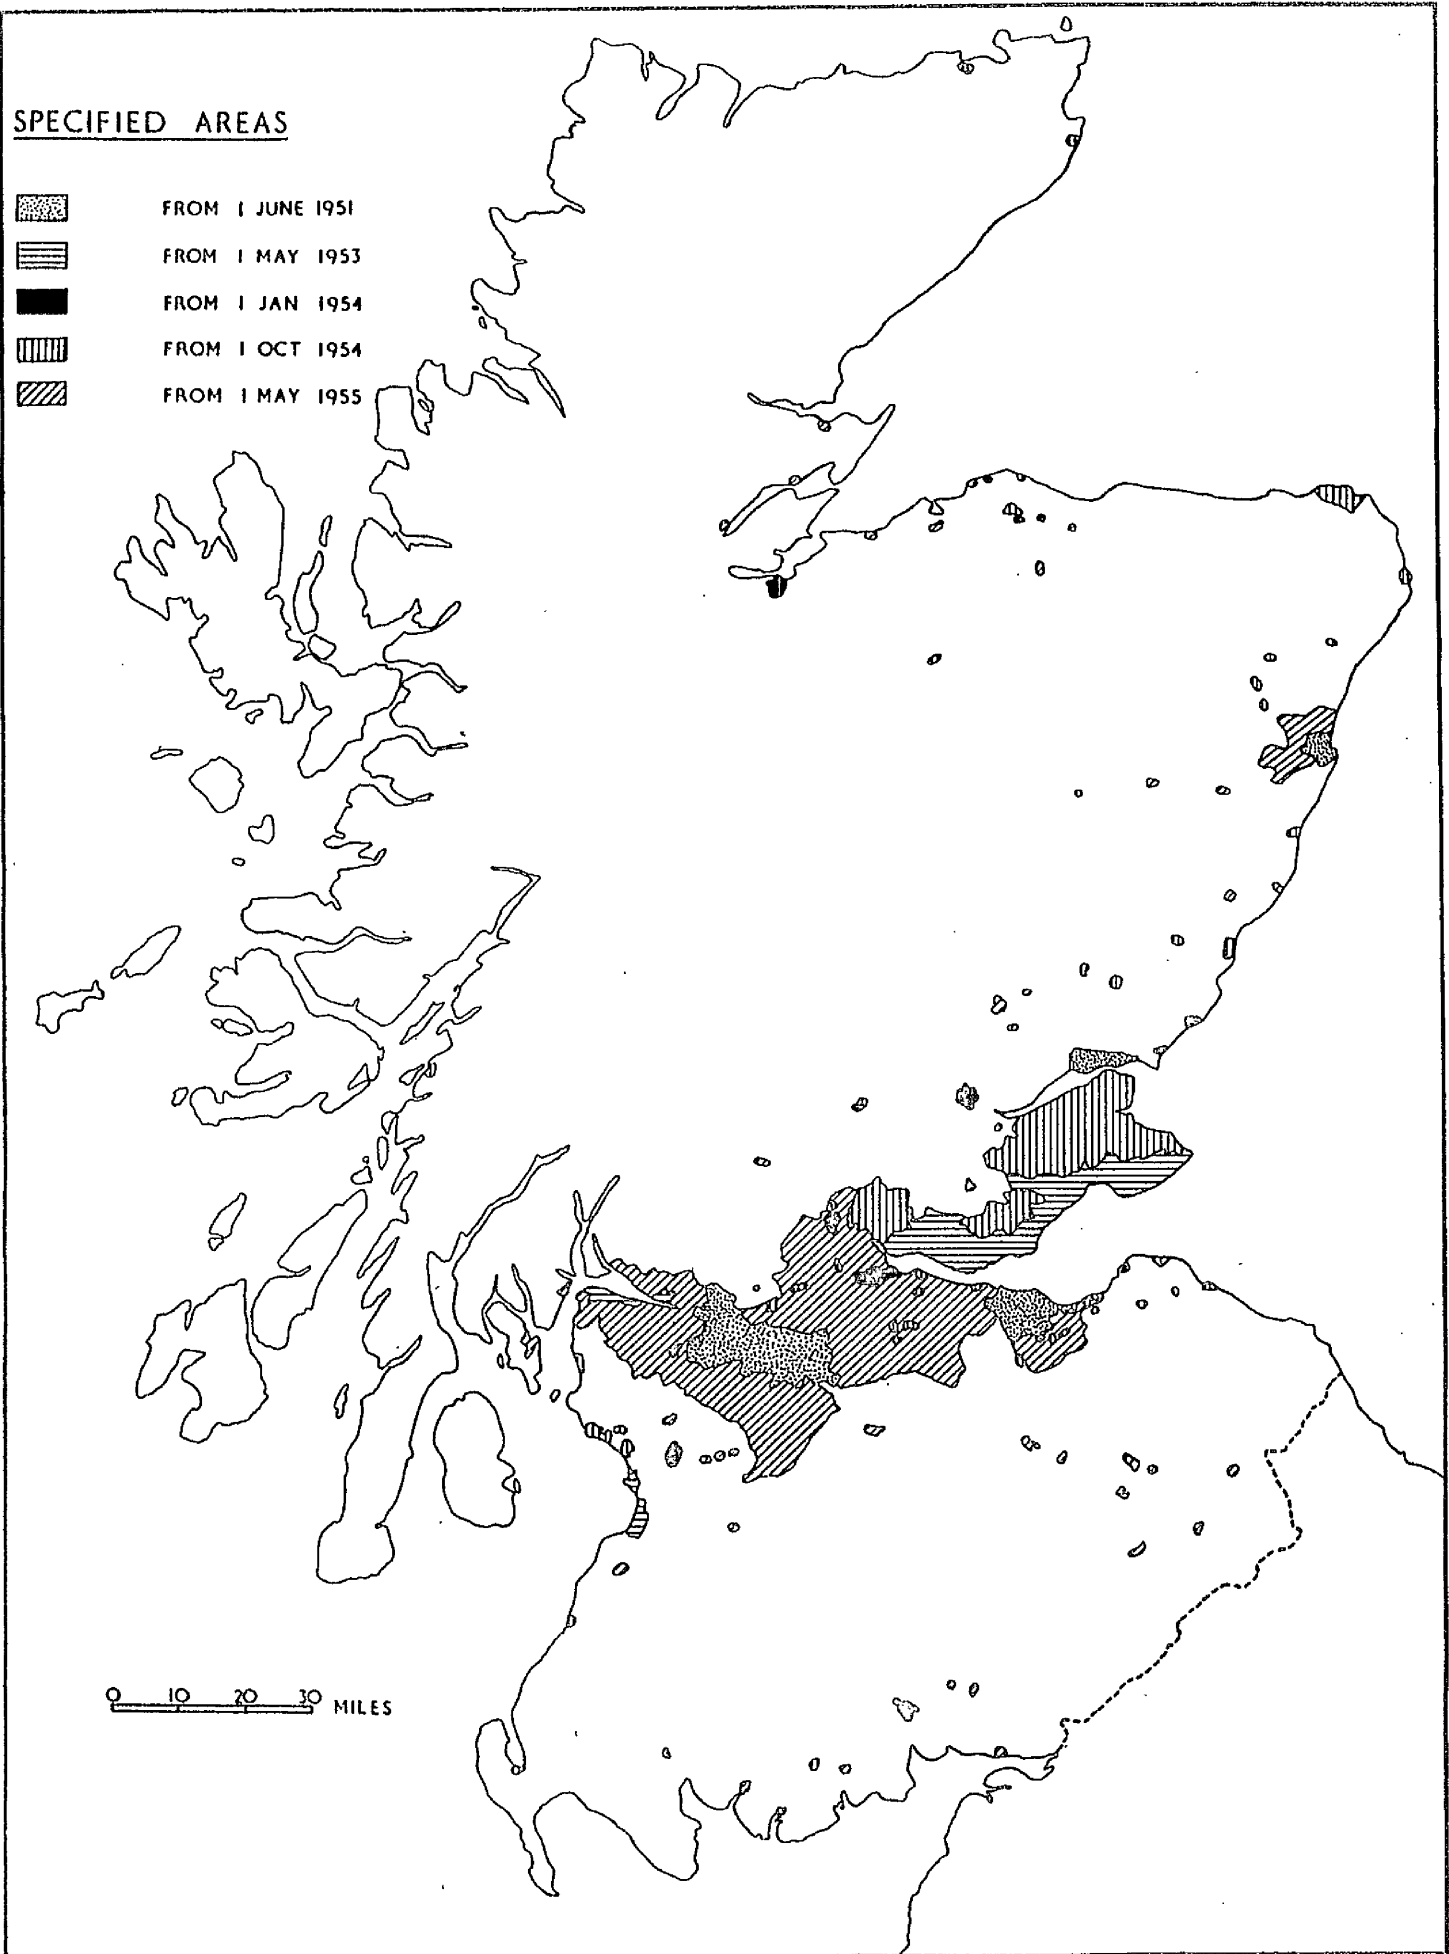 SPECIFIED AREAS
FROM 1 JUNE 1951
FROM 1 MAY 1953
FROM 1 JAN 1954
FROM 1 OCT 1954
FROM 1 MAY 1955
0 10 20 30 MILES